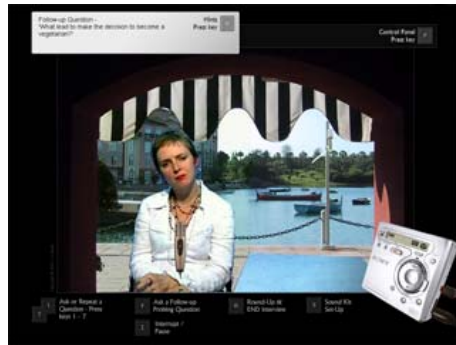 Follow-up Question -
"What lead to make the decision to become a
vegetarian?"
Hints
Press key
Control Panel
Press key
Ask or Repeat a
Question - Press
keys 1 - 7
Ask a Follow-up
Probing Question
Round-Up &
END Interview
Sound Kit
Set-Up
Interrupt /
Pause